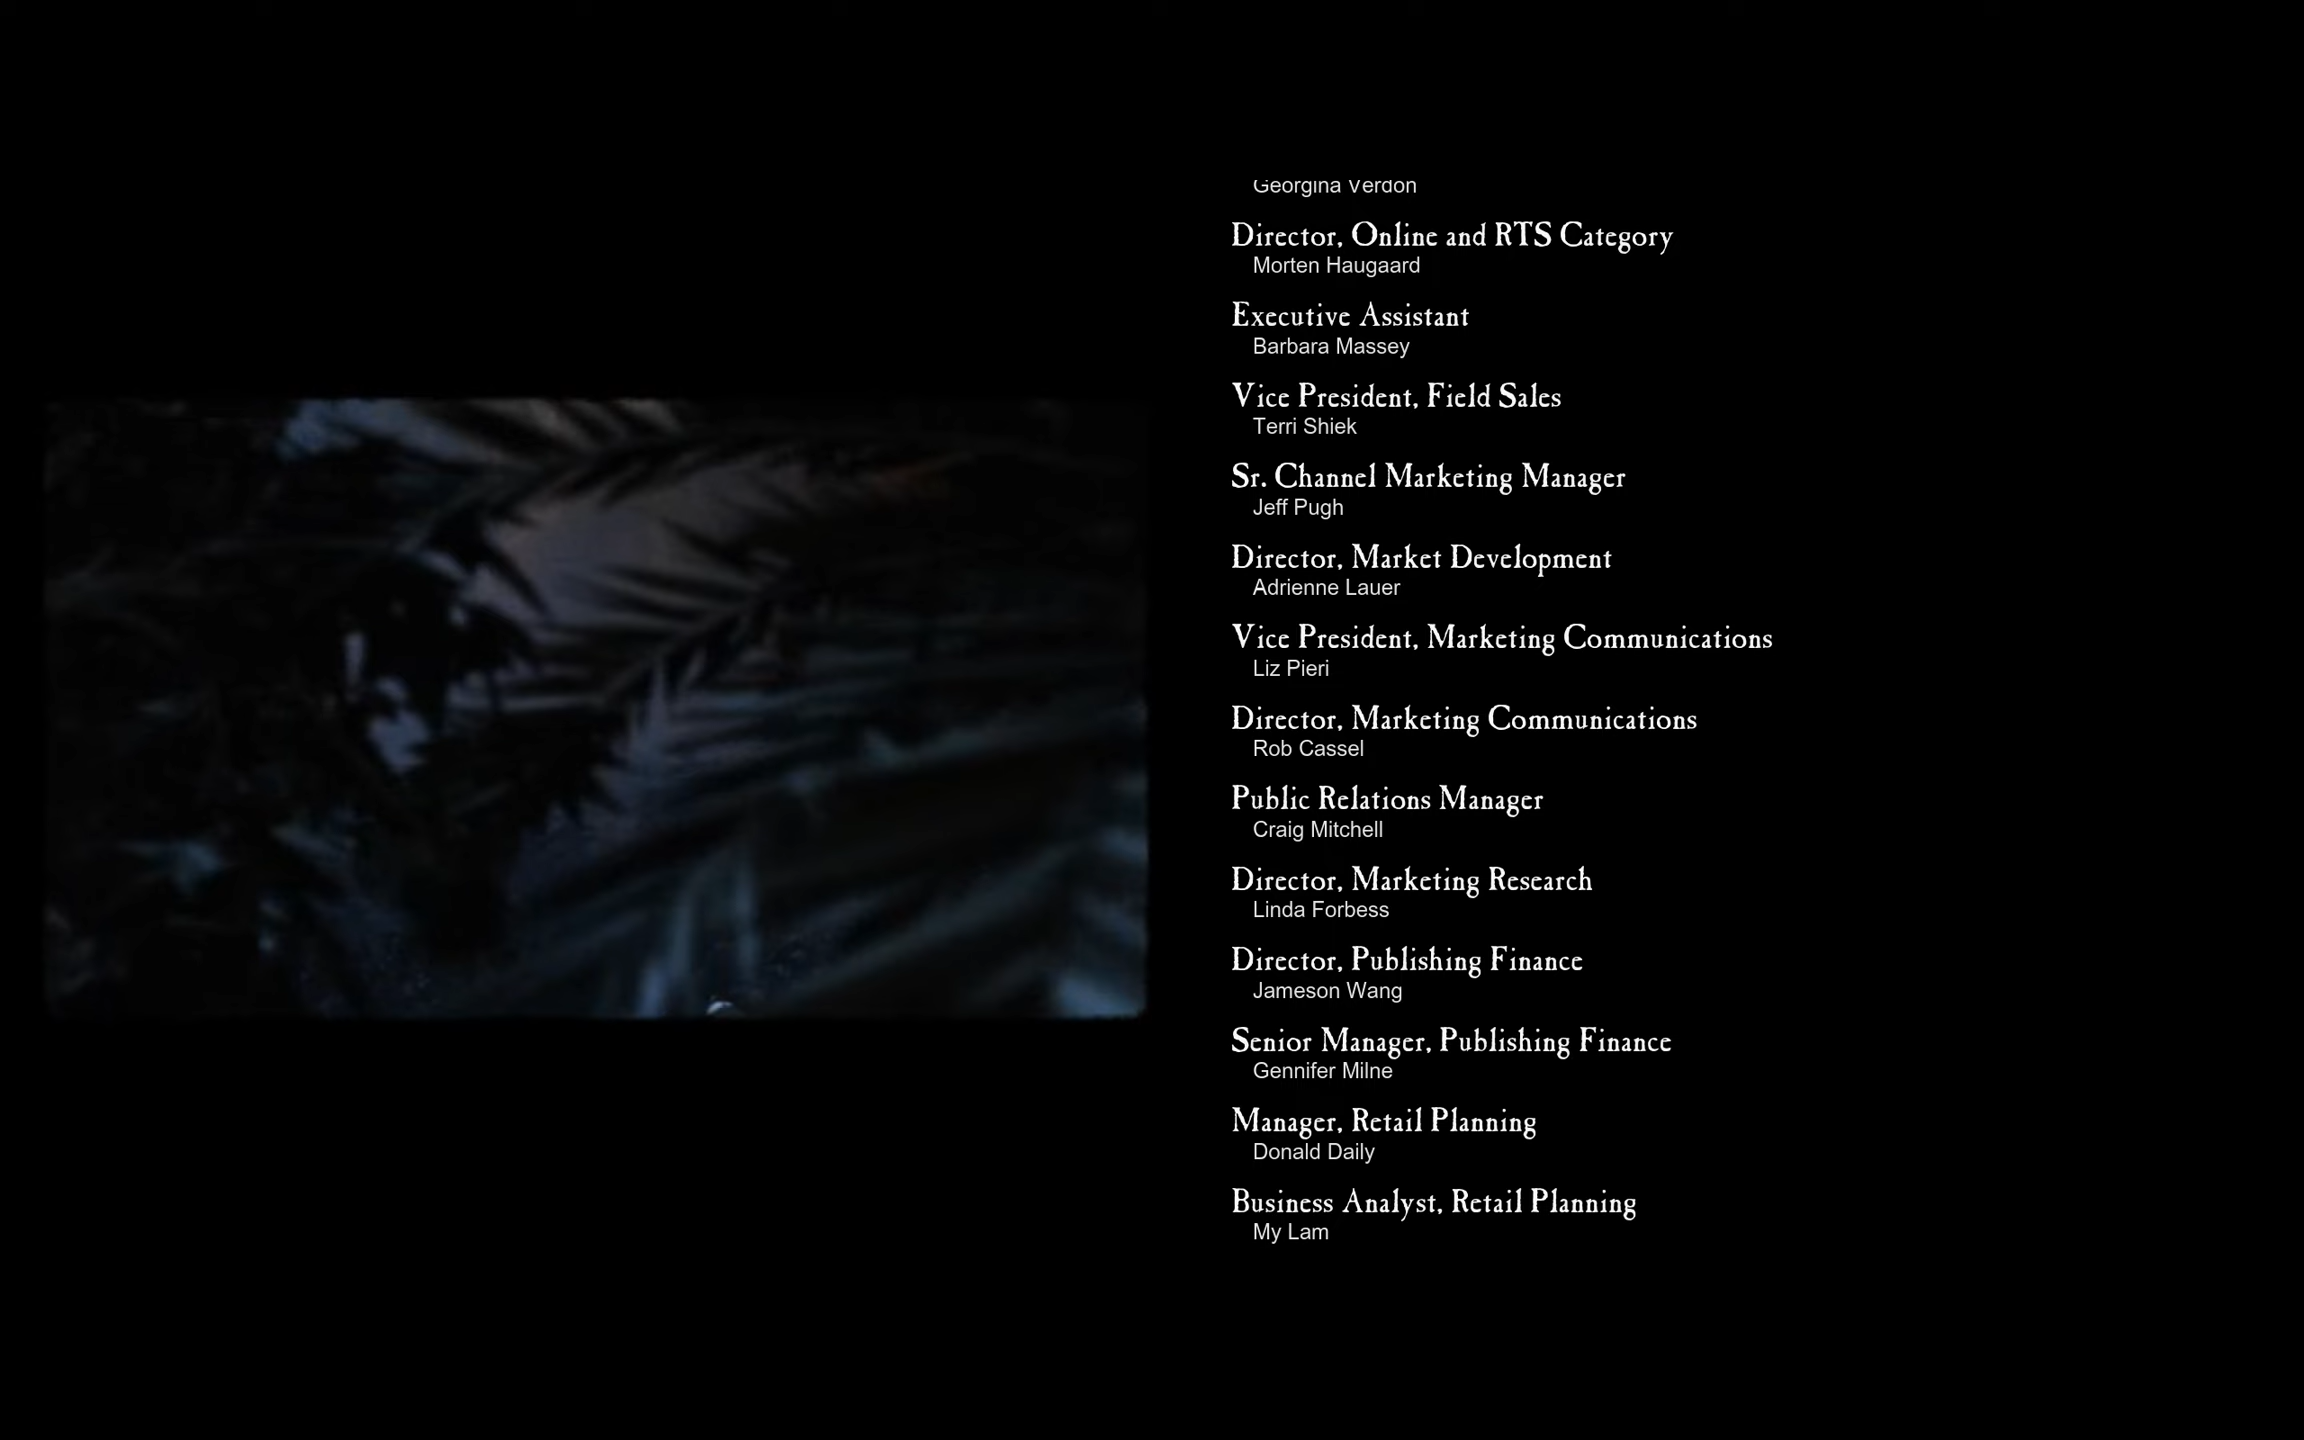 Georgina Verdon
Director, Online and RTS Category
Morten Haugaard
Executive Assistant
Barbara Massey
Vice President, Field Sales
Terri Shiek
Sr. Channel Marketing Manager
Jeff Pugh
Director, Market Development
Adrienne Lauer
Vice President, Marketing Communications
Liz Pieri
Director, Marketing Communications
Rob Cassel
Public Relations Manager
Craig Mitchell
Director, Marketing Research
Linda Forbess
Director, Publishing Finance
Jameson Wang
Senior Manager, Publishing Finance
Gennifer Milne
Manager, Retail Planning
Donald Daily
Business Analyst, Retail Planning
My Lam